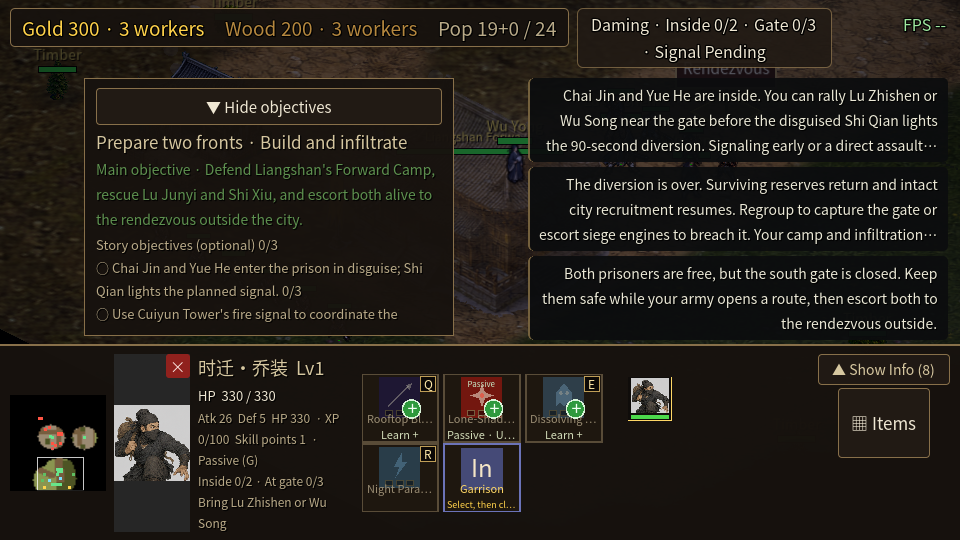 Gold 300 · 3 workers Wood 200 · 3 workers Pop 19+0 / 24
Daming · Inside 0/2 · Gate 0/3
· Signal Pending
FPS --
Timber
Timber
Rendezvous
▼ Hide objectives
Prepare two fronts · Build and infiltrate
Main objective · Defend Liangshan's Forward Camp,
rescue Lu Junyi and Shi Xiu, and escort both alive to
the rendezvous outside the city.
Story objectives (optional) 0/3
○ Chai Jin and Yue He enter the prison in disguise; Shi
Qian lights the planned signal. 0/3
○ Use Cuiyun Tower's fire signal to coordinate the
Wu Yo
Chai Jin and Yue He are inside. You can rally Lu Zhishen or
Wu Song near the gate before the disguised Shi Qian lights
the 90-second diversion. Signaling early or a direct assault…
The diversion is over. Surviving reserves return and intact
city recruitment resumes. Regroup to capture the gate or
escort siege engines to breach it. Your camp and infiltration…
Both prisoners are free, but the south gate is closed. Keep
them safe while your army opens a route, then escort both to
the rendezvous outside.
时迁·乔装 Lv1
HP 330 / 330
Atk 26 Def 5 HP 330 · XP
0/100 Skill points 1 ·
Passive (G)
Inside 0/2 · At gate 0/3
Bring Lu Zhishen or Wu
Song
Q
Rooftop Bl…
Learn +
Passive
Lone-Shad…
Passive · U…
E
Dissolving …
Learn +
R
Night Para…
In
Garrison
Select, then cl…
▲ Show Info (8)
Items